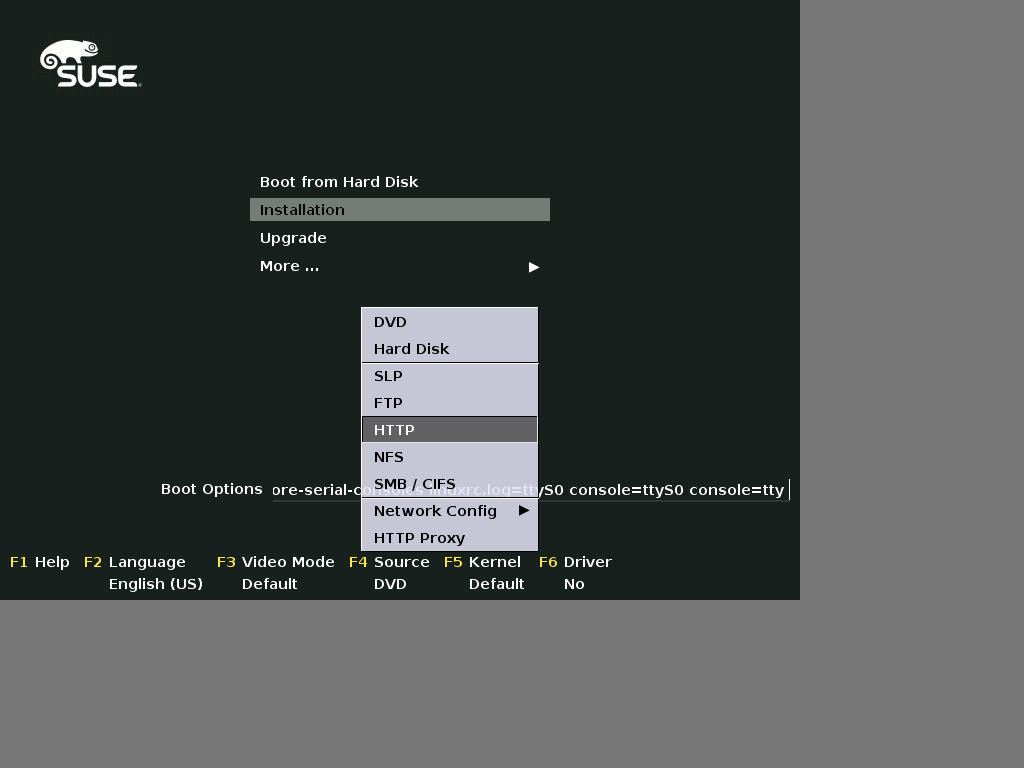 SUSE
Boot from Hard Disk
Installation
Upgrade
More ...
DVD
Hard Disk
SLP
FTP
HTTP
NFS
SMB / CIFS
Boot Options ore-serial-consoles linuxrc.log=ttyS0 console=ttyS0 console=tty
Network Config
HTTP Proxy
F1 Help F2 Language F3 Video Mode F4 Source F5 Kernel F6 Driver
English (US) Default DVD Default No